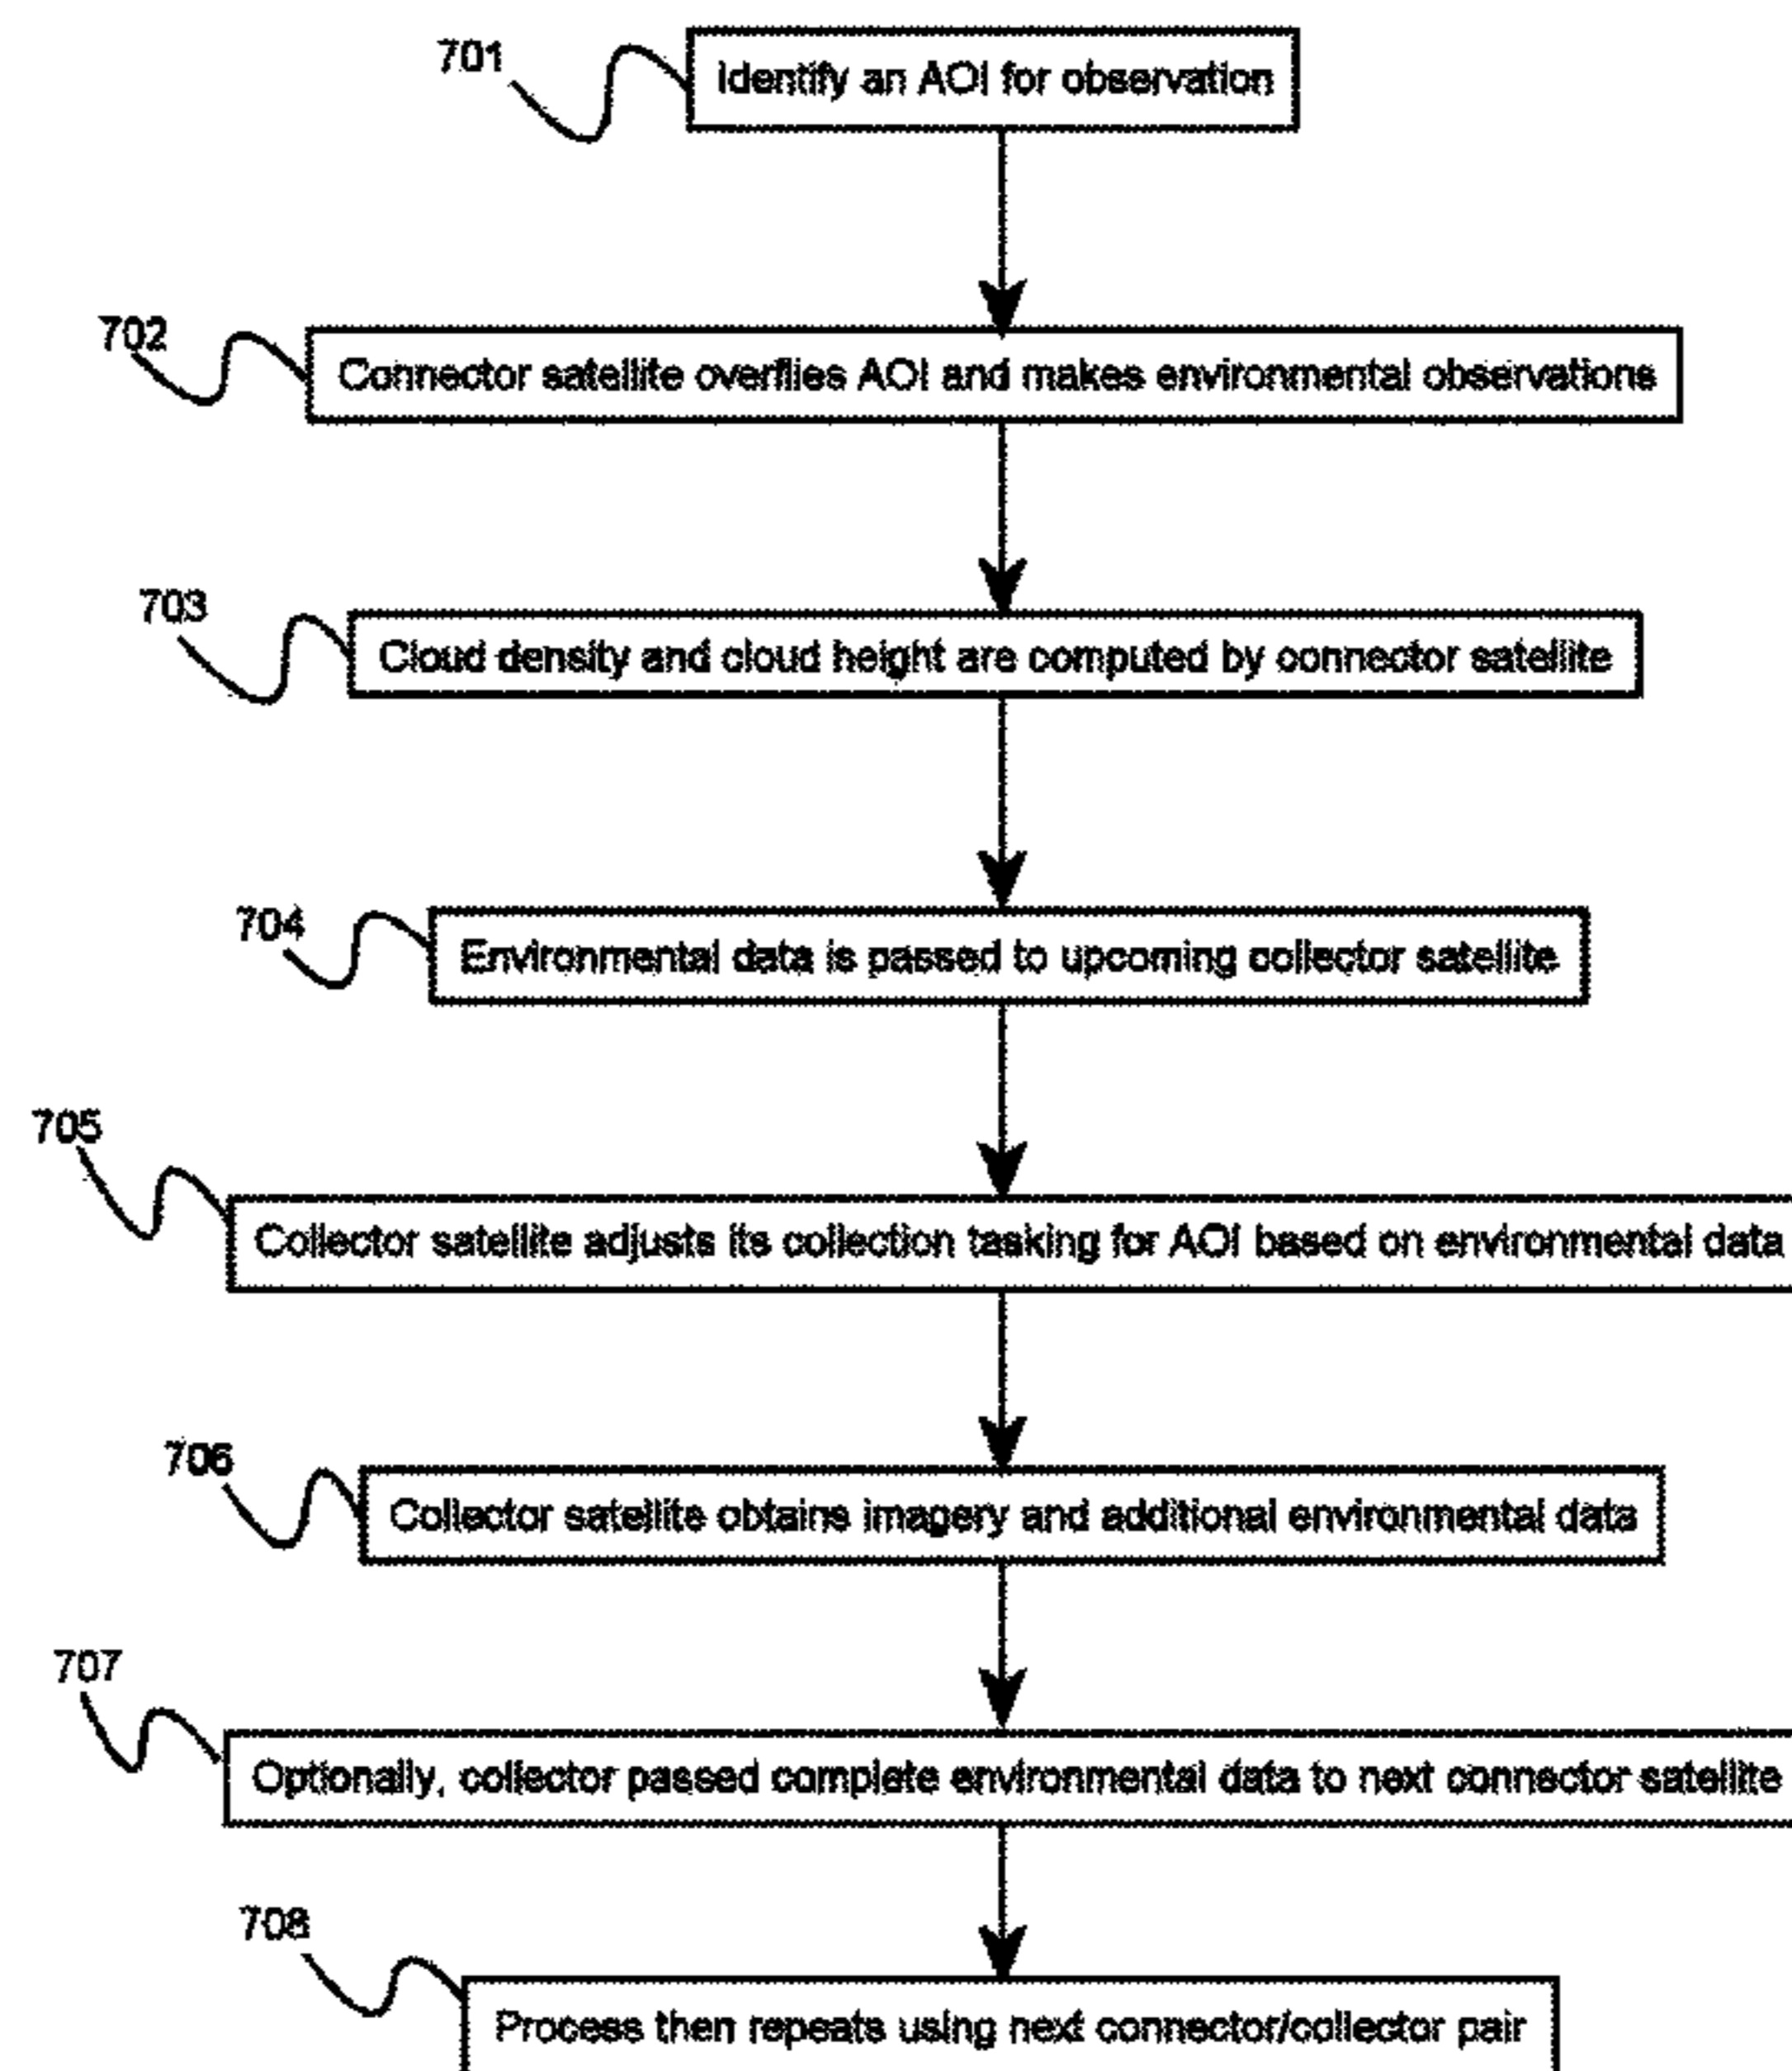 701
Identify an AOI for observation
702
Connector satellite overflies AOI and makes environmental observations
703
Cloud density and cloud height are computed by connector satellite
704
Environmental data is passed to upcoming collector satellite
705
Collector satellite adjusts its collection tasking for AOI based on environmental data
706
Collector satellite obtains imagery and additional environmental data
707
Optionally, collector passed complete environmental data to next connector satellite
708
Process then repeats using next connector/collector pair